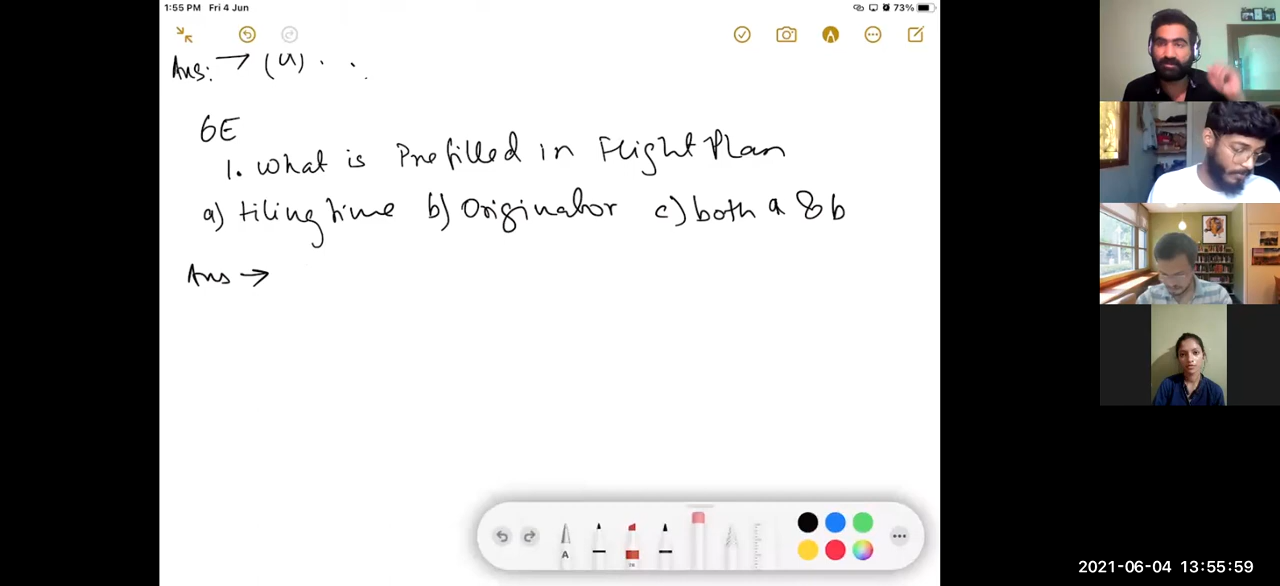 1:55 PM Fri 4 Jun 73%
Ans: → (a) . .
6E
1. What is Prefilled in Flight Plan
a) tiling time b) Originator c) both a & b
Ans →
A
2021-06-04 13:55:59